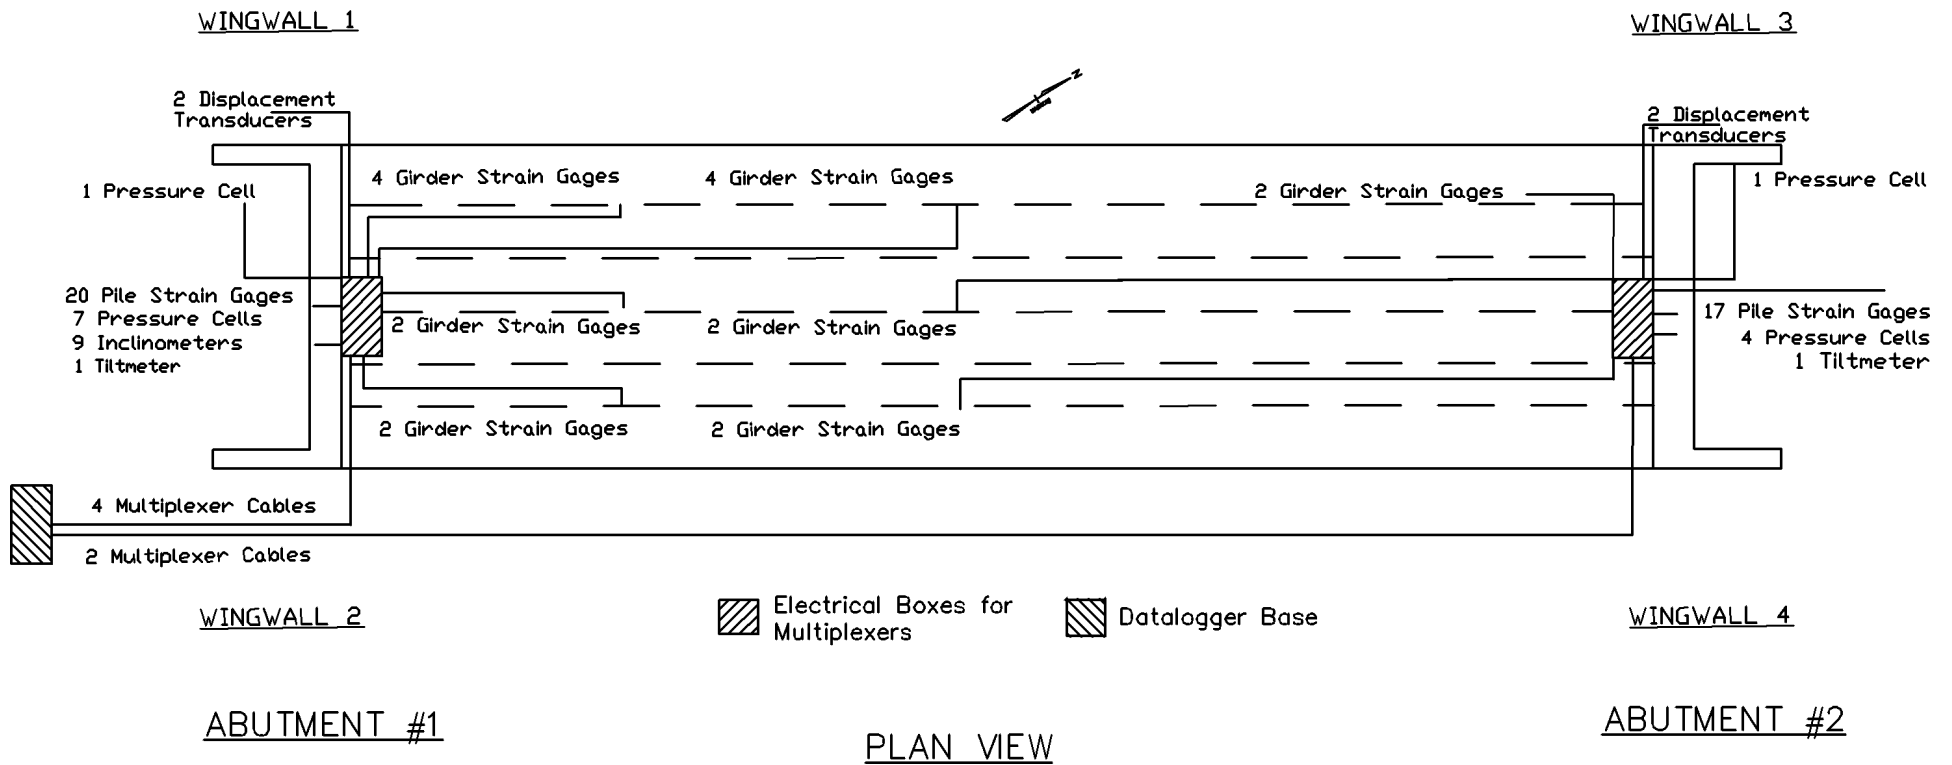 WINGWALL 1
WINGWALL 3
N
2 Displacement
Transducers
2 Displacement
Transducers
1 Pressure Cell
4 Girder Strain Gages
4 Girder Strain Gages
2 Girder Strain Gages
1 Pressure Cell
20 Pile Strain Gages
7 Pressure Cells
9 Inclinometers
1 Tiltmeter
2 Girder Strain Gages
2 Girder Strain Gages
17 Pile Strain Gages
4 Pressure Cells
1 Tiltmeter
2 Girder Strain Gages
2 Girder Strain Gages
4 Multiplexer Cables
2 Multiplexer Cables
WINGWALL 2
Electrical Boxes for
Multiplexers
Datalogger Base
WINGWALL 4
ABUTMENT #1
PLAN VIEW
ABUTMENT #2